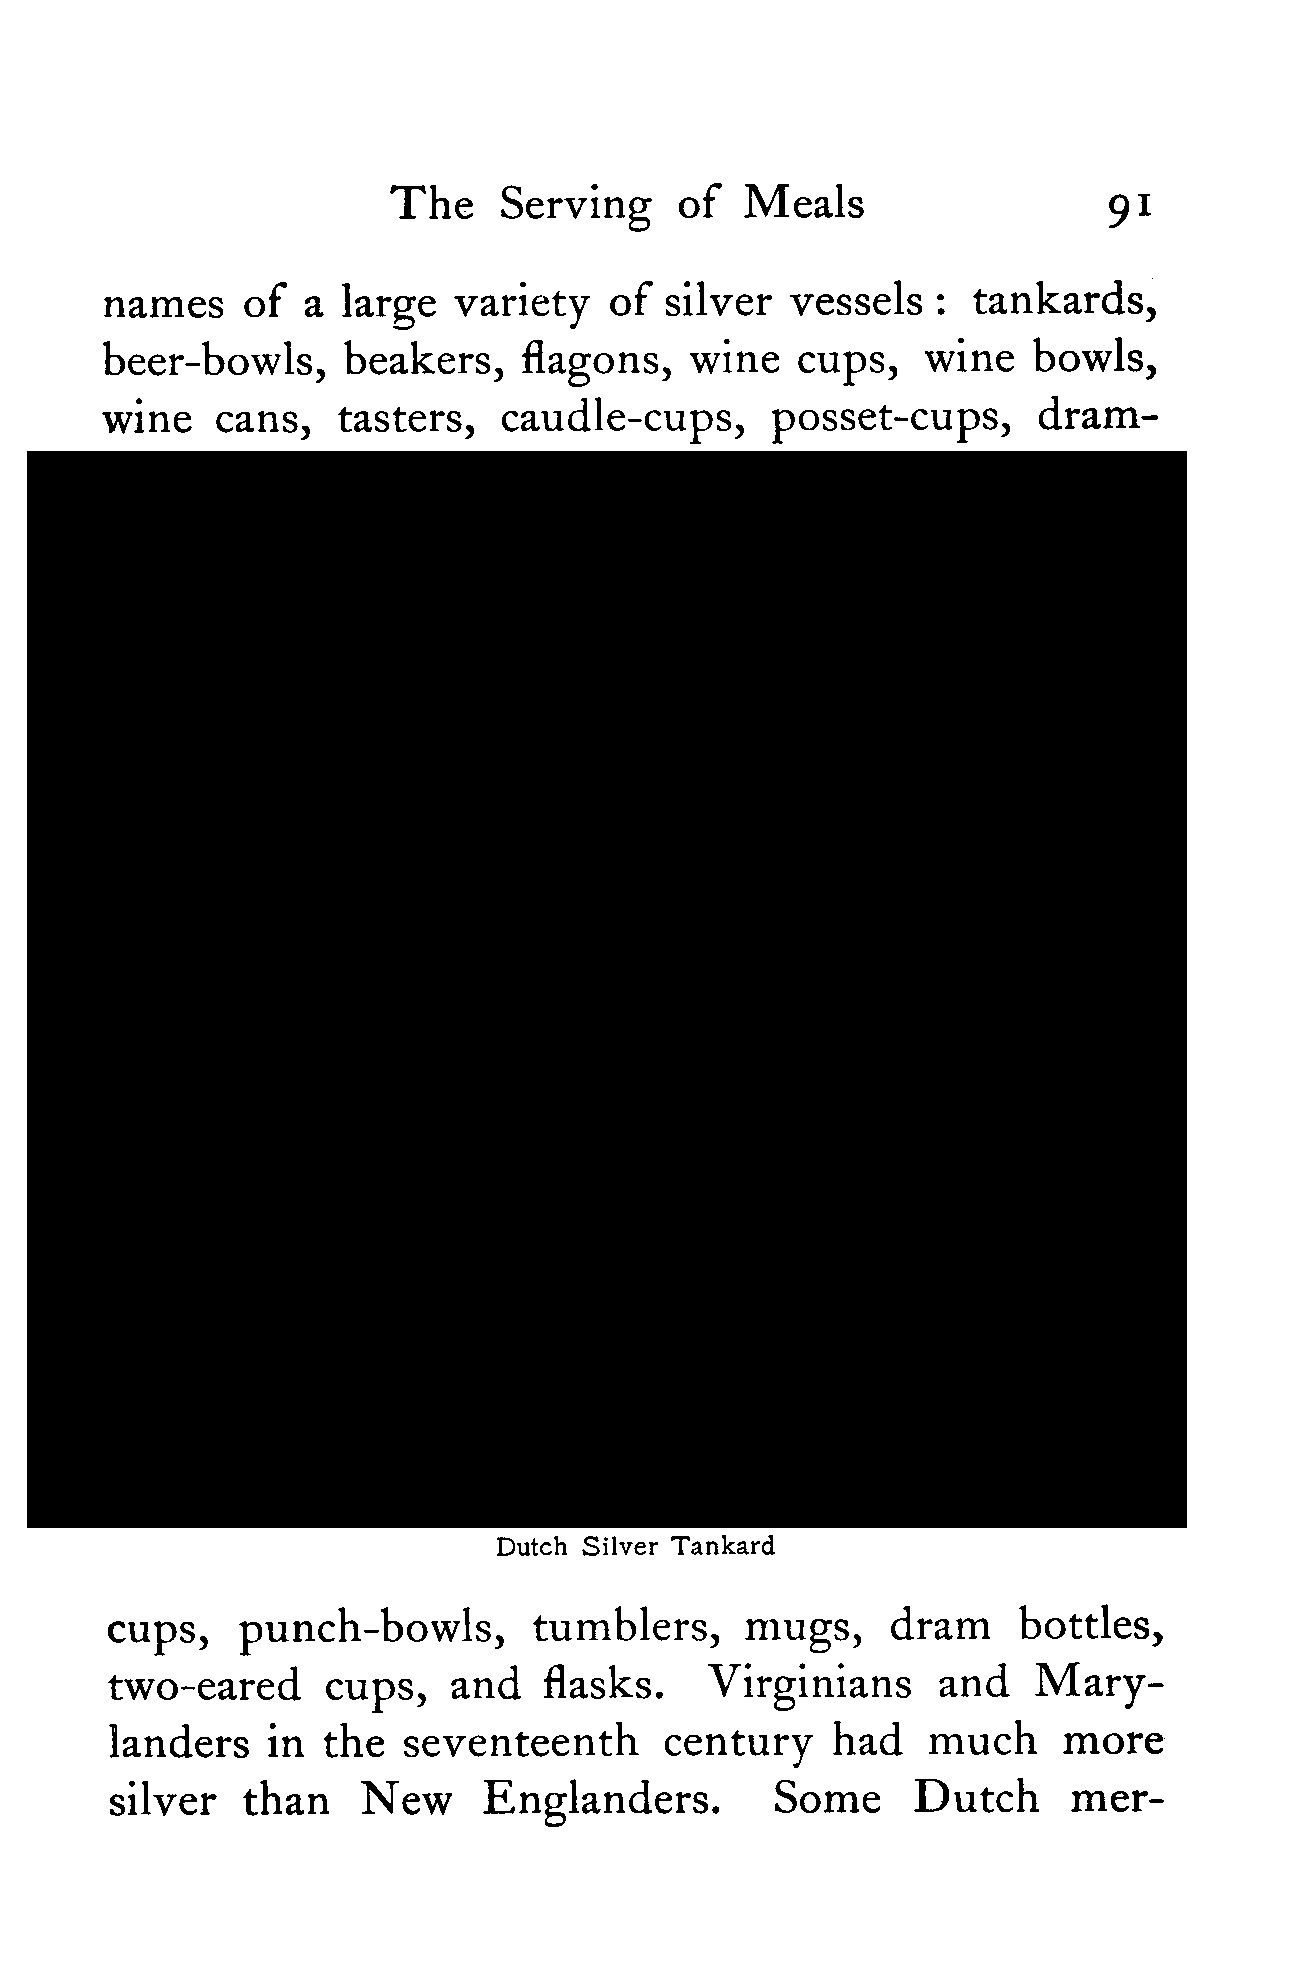 The Serving of Meals 91
names of a large variety of silver vessels : tankards,
beer-bowls, beakers, flagons, wine cups, wine bowls,
wine cans, tasters, caudle-cups, posset-cups, dram-
Dutch Silver Tankard
cups, punch-bowls, tumblers, mugs, dram bottles,
two-eared cups, and flasks. Virginians and Mary-
landers in the seventeenth century had much more
silver than New Englanders. Some Dutch mer-